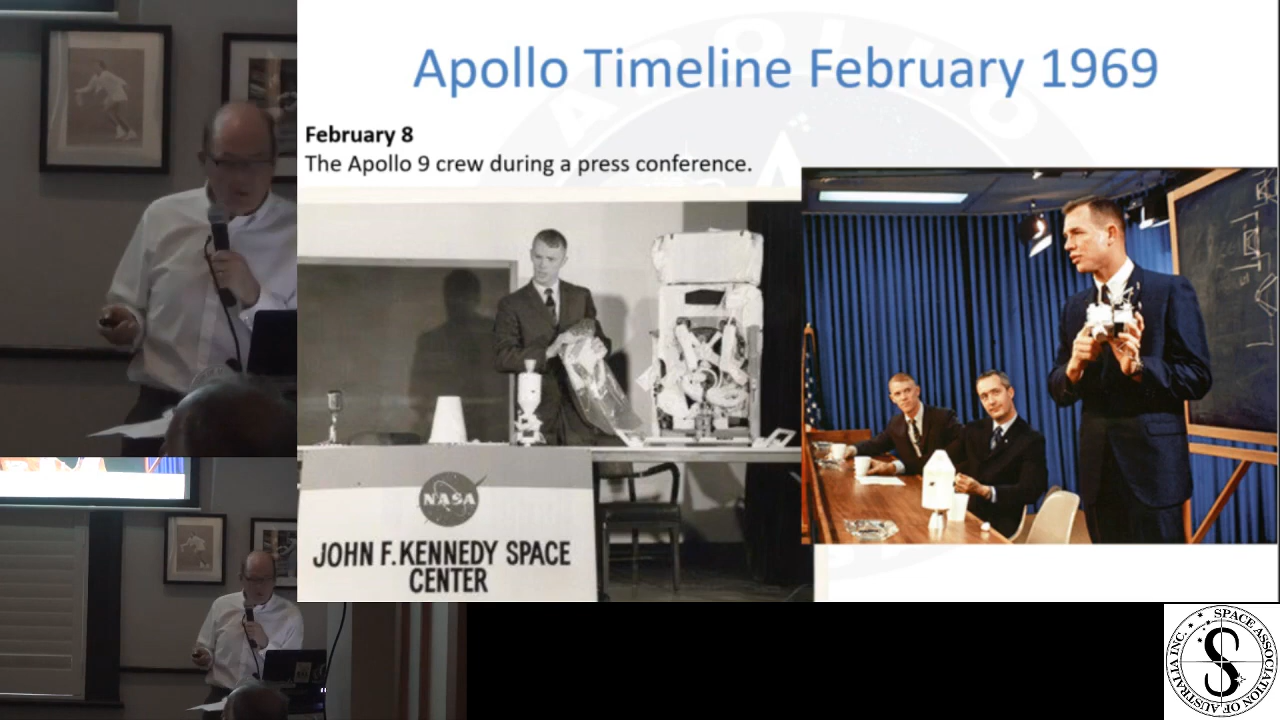 Apollo Timeline February 1969
February 8
The Apollo 9 crew during a press conference.
NASA
JOHN F. KENNEDY SPACE
CENTER
SPACE ASSOCIATION OF AUSTRALIA INC.
S